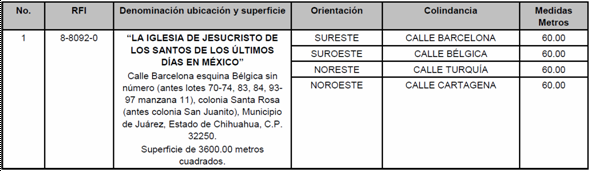 No. RFI Denominación ubicación y superficie Orientación Colindancia Medidas
Metros
1 8-8092-0 “LA IGLESIA DE JESUCRISTO DE SURESTE CALLE BARCELONA 60.00
LOS SANTOS DE LOS ÚLTIMOS SUROESTE CALLE BÉLGICA 60.00
DÍAS EN MÉXICO” NORESTE CALLE TURQUÍA 60.00
Calle Barcelona esquina Bélgica sin NOROESTE CALLE CARTAGENA 60.00
número (antes lotes 70-74, 83, 84, 93-
97 manzana 11), colonia Santa Rosa
(antes colonia San Juanito), Municipio
de Juárez, Estado de Chihuahua, C.P.
32250.
Superficie de 3600.00 metros
cuadrados.